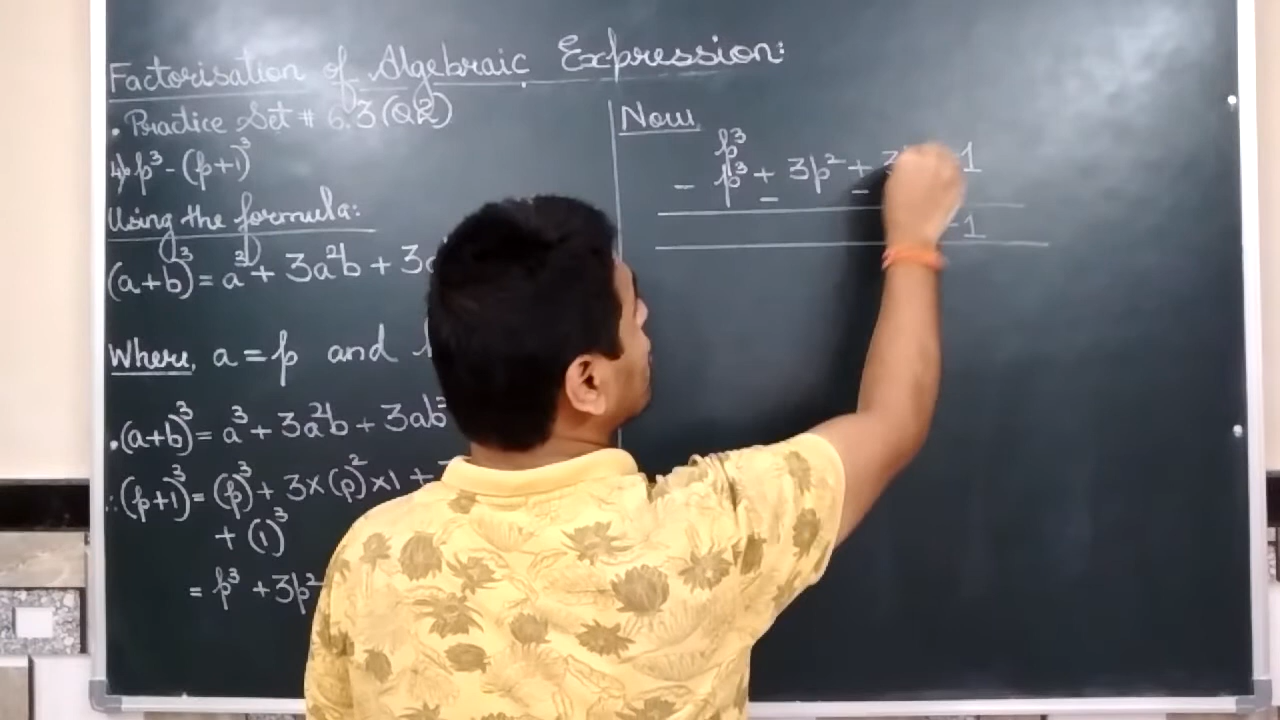 Factorisation of Algebraic Expression:
• Practice Set # 6.3 (Q2)
4) p³ - (p+1)³
Using the formula:
(a+b)³ = a³ + 3a²b + 3a
Where, a = p and
• (a+b)³ = a³ + 3a²b + 3ab²
∴ (p+1)³ = (p)³ + 3×(p)²×1 +
+ (1)³
= p³ + 3p²
Now,
p³
- p³ + 3p² + 3 1
- -
-1